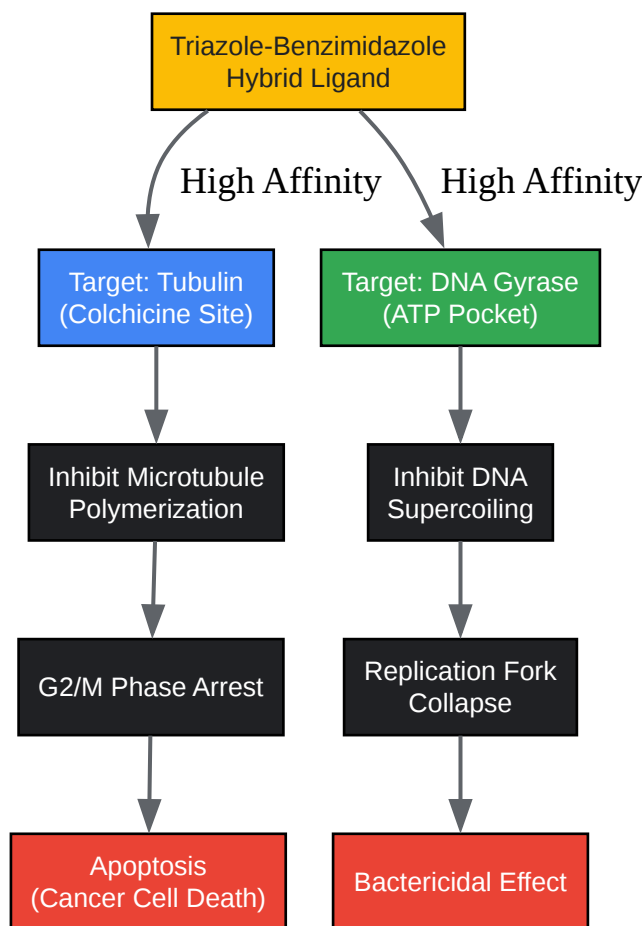 Triazole-Benzimidazole
Hybrid Ligand
High Affinity
High Affinity
Target: Tubulin
(Colchicine Site)
Target: DNA Gyrase
(ATP Pocket)
Inhibit Microtubule
Polymerization
Inhibit DNA
Supercoiling
G2/M Phase Arrest
Replication Fork
Collapse
Apoptosis
(Cancer Cell Death)
Bactericidal Effect